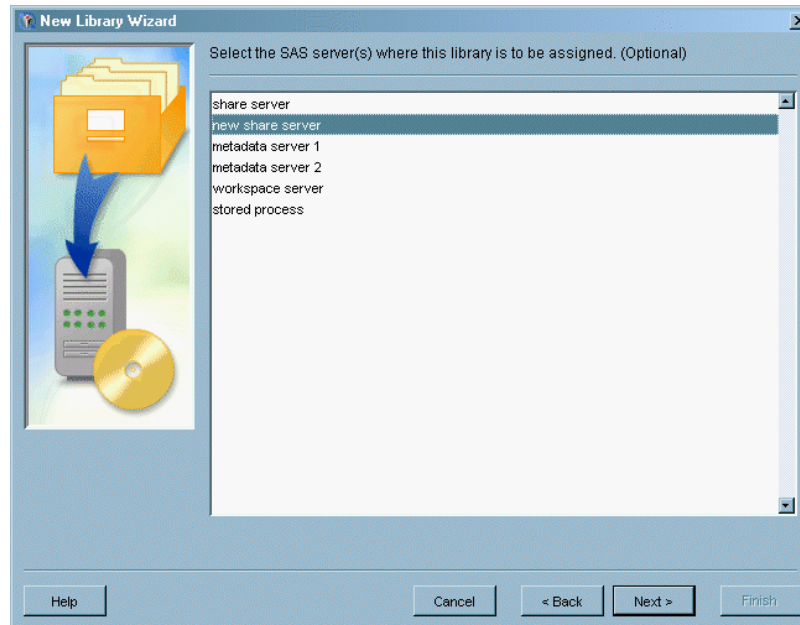 New Library Wizard
Select the SAS server(s) where this library is to be assigned. (Optional)
share server
new share server
metadata server 1
metadata server 2
workspace server
stored process
Help
Cancel
< Back
Next >
Finish